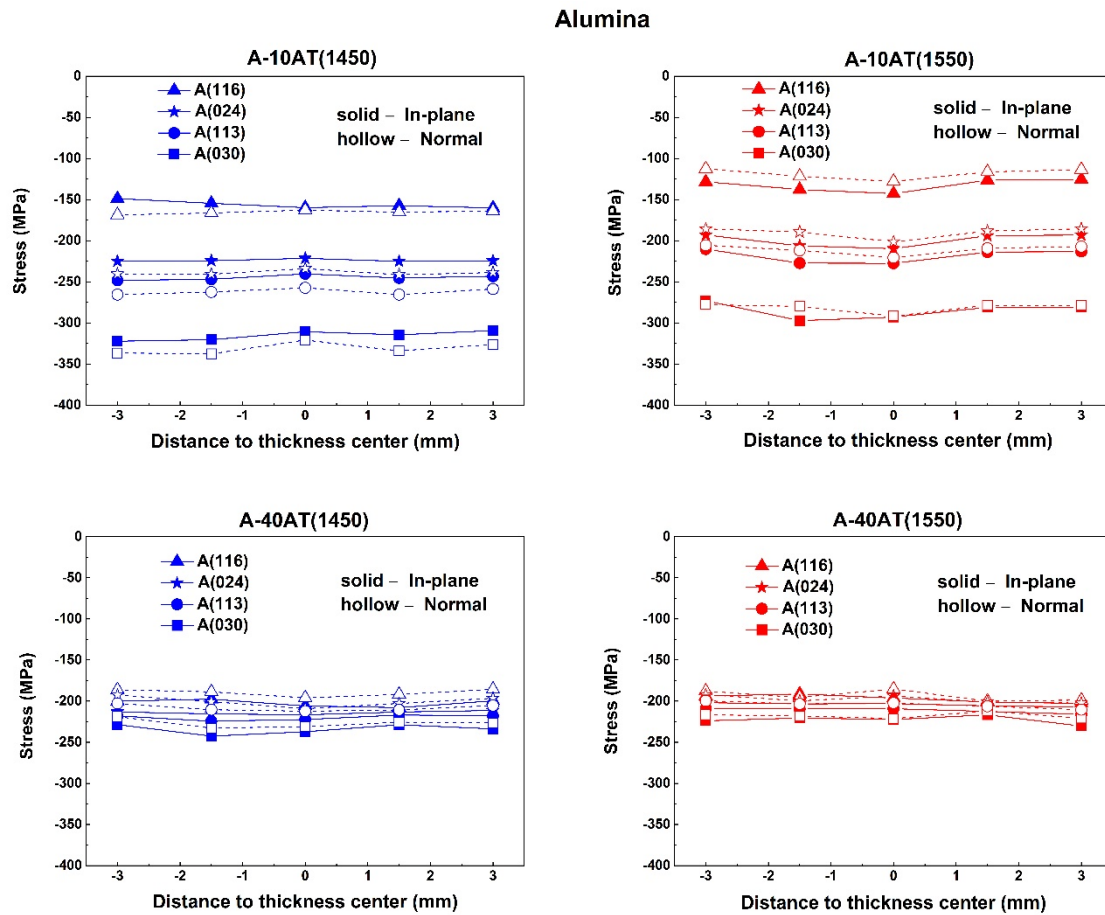 Alumina
A-10AT(1450)
A(116)
A(024)
A(113)
A(030)
solid – In-plane
hollow – Normal
Stress (MPa)
0
-50
-100
-150
-200
-250
-300
-350
-400
-3 -2 -1 0 1 2 3
Distance to thickness center (mm)
A-10AT(1550)
A(116)
A(024)
A(113)
A(030)
solid – In-plane
hollow – Normal
Stress (MPa)
0
-50
-100
-150
-200
-250
-300
-350
-400
-3 -2 -1 0 1 2 3
Distance to thickness center (mm)
A-40AT(1450)
A(116)
A(024)
A(113)
A(030)
solid – In-plane
hollow – Normal
Stress (MPa)
0
-50
-100
-150
-200
-250
-300
-350
-400
-3 -2 -1 0 1 2 3
Distance to thickness center (mm)
A-40AT(1550)
A(116)
A(024)
A(113)
A(030)
solid – In-plane
hollow – Normal
Stress (MPa)
0
-50
-100
-150
-200
-250
-300
-350
-400
-3 -2 -1 0 1 2 3
Distance to thickness center (mm)